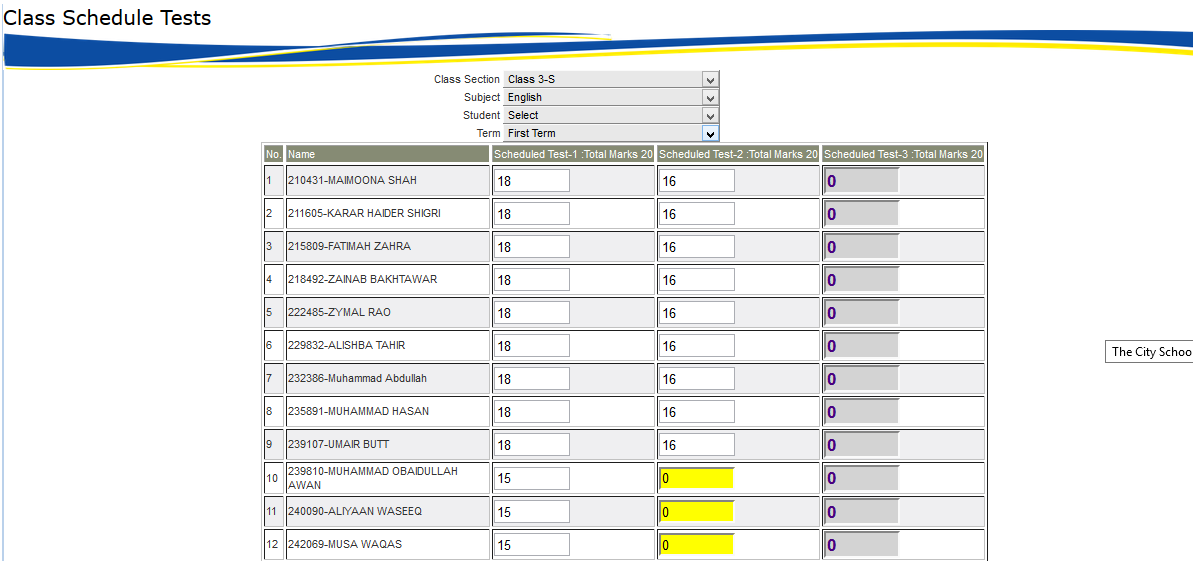 Class Schedule Tests
Class Section Class 3-S
Subject English
Student Select
Term First Term
No. Name Scheduled Test-1 :Total Marks 20 Scheduled Test-2 :Total Marks 20 Scheduled Test-3 :Total Marks 20
1 210431-MAIMOONA SHAH 18 16 0
2 211605-KARAR HAIDER SHIGRI 18 16 0
3 215809-FATIMAH ZAHRA 18 16 0
4 218492-ZAINAB BAKHTAWAR 18 16 0
5 222485-ZYMAL RAO 18 16 0
6 229832-ALISHBA TAHIR 18 16 0
The City Schoo
7 232386-Muhammad Abdullah 18 16 0
8 235891-MUHAMMAD HASAN 18 16 0
9 239107-UMAIR BUTT 18 16 0
10 239810-MUHAMMAD OBAIDULLAH
AWAN 15 0 0
11 240090-ALIYAAN WASEEQ 15 0 0
12 242069-MUSA WAQAS 15 0 0